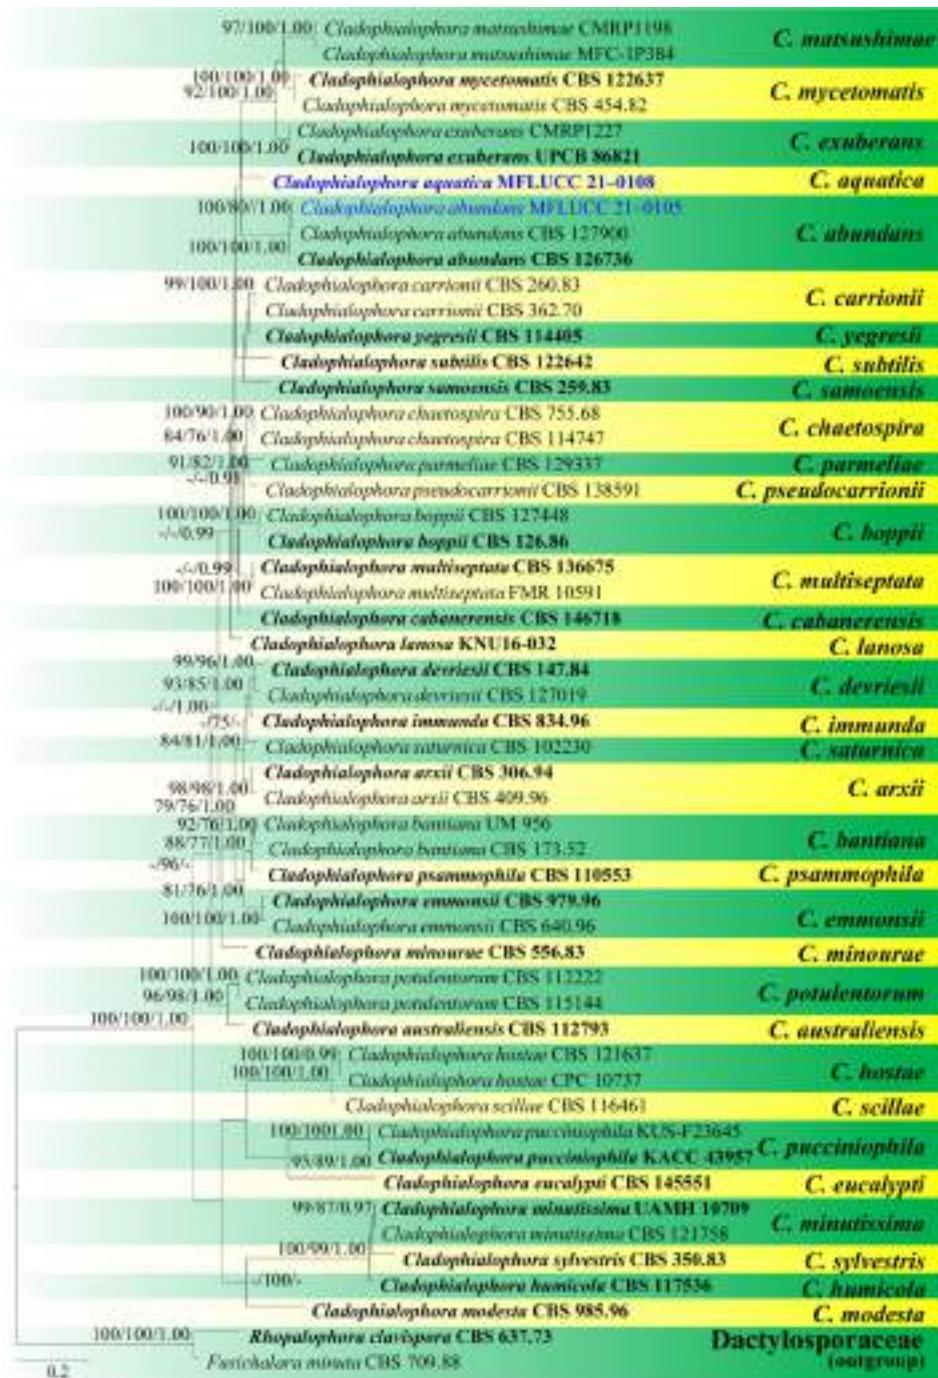 97/100/1.00 Cladophialophora matsushimae CMRP1198
Cladophialophora matsushimae MFC-1P384
C. matsushimae
100/100/1.00 Cladophialophora mycetomatis CBS 122637
92/100/1.00 Cladophialophora mycetomatis CBS 454.82
C. mycetomatis
Cladophialophora exuberans CMRP1227
100/100/1.00 Cladophialophora exuberans UPCB 86821
C. exuberans
Cladophialophora aquatica MFLUCC 21-0108
C. aquatica
100/80/1.00 Cladophialophora abundans MFLUCC 21-0105
Cladophialophora abundans CBS 127900
100/100/1.00 Cladophialophora abundans CBS 126736
C. abundans
99/100/1.00 Cladophialophora carrionii CBS 260.83
Cladophialophora carrionii CBS 362.70
C. carrionii
Cladophialophora yegresii CBS 114405
C. yegresii
Cladophialophora subtilis CBS 122642
C. subtilis
Cladophialophora samoensis CBS 259.83
C. samoensis
100/90/1.00 Cladophialophora chaetospira CBS 755.68
84/76/1.00 Cladophialophora chaetospira CBS 114747
C. chaetospira
91/82/1.00 Cladophialophora parmeliae CBS 129337
C. parmeliae
Cladophialophora pseudocarrionii CBS 138591
C. pseudocarrionii
100/100/1.00 Cladophialophora boppii CBS 127448
-/-/0.99 Cladophialophora boppii CBS 126.86
C. boppii
-/-/0.99 Cladophialophora multiseptata CBS 136675
100/100/1.00 Cladophialophora multiseptata FMR 10591
C. multiseptata
Cladophialophora cabanerensis CBS 146718
C. cabanerensis
Cladophialophora lanosa KNU16-032
C. lanosa
99/96/1.00 Cladophialophora devriesii CBS 147.84
93/85/1.00 Cladophialophora devriesii CBS 127019
C. devriesii
-/-/1.00
-/75/- Cladophialophora immunda CBS 834.96
C. immunda
84/81/1.00 Cladophialophora saturnica CBS 102230
C. saturnica
Cladophialophora arxii CBS 306.94
98/98/1.00 Cladophialophora arxii CBS 409.96
C. arxii
79/76/1.00
92/76/1.00 Cladophialophora bantiana UM 956
88/77/1.00 Cladophialophora bantiana CBS 173.52
C. bantiana
-/96/- Cladophialophora psammophila CBS 110553
C. psammophila
81/76/1.00 Cladophialophora emmonsii CBS 979.96
100/100/1.00 Cladophialophora emmonsii CBS 640.96
C. emmonsii
Cladophialophora minourae CBS 556.83
C. minourae
100/100/1.00 Cladophialophora potulentorum CBS 112222
96/98/1.00 Cladophialophora potulentorum CBS 115144
C. potulentorum
100/100/1.00 Cladophialophora australiensis CBS 112793
C. australiensis
100/100/0.99 Cladophialophora hostae CBS 121637
100/100/1.00 Cladophialophora hostae CPC 10737
C. hostae
Cladophialophora scillae CBS 116461
C. scillae
100/1001.00 Cladophialophora pucciniophila KUS-F23645
95/89/1.00 Cladophialophora pucciniophila KACC 43957
C. pucciniophila
Cladophialophora eucalypti CBS 145551
C. eucalypti
99/87/0.97 Cladophialophora minutissima UAMH 10709
Cladophialophora minutissima CBS 121758
C. minutissima
100/99/1.00 Cladophialophora sylvestris CBS 350.83
C. sylvestris
-/100/- Cladophialophora humicola CBS 117536
C. humicola
Cladophialophora modesta CBS 985.96
C. modesta
100/100/1.00 Rhopalophora clavispora CBS 637.73
Fusichalara minuta CBS 709.88
Dactylosporaceae
(outgroup)
0.2